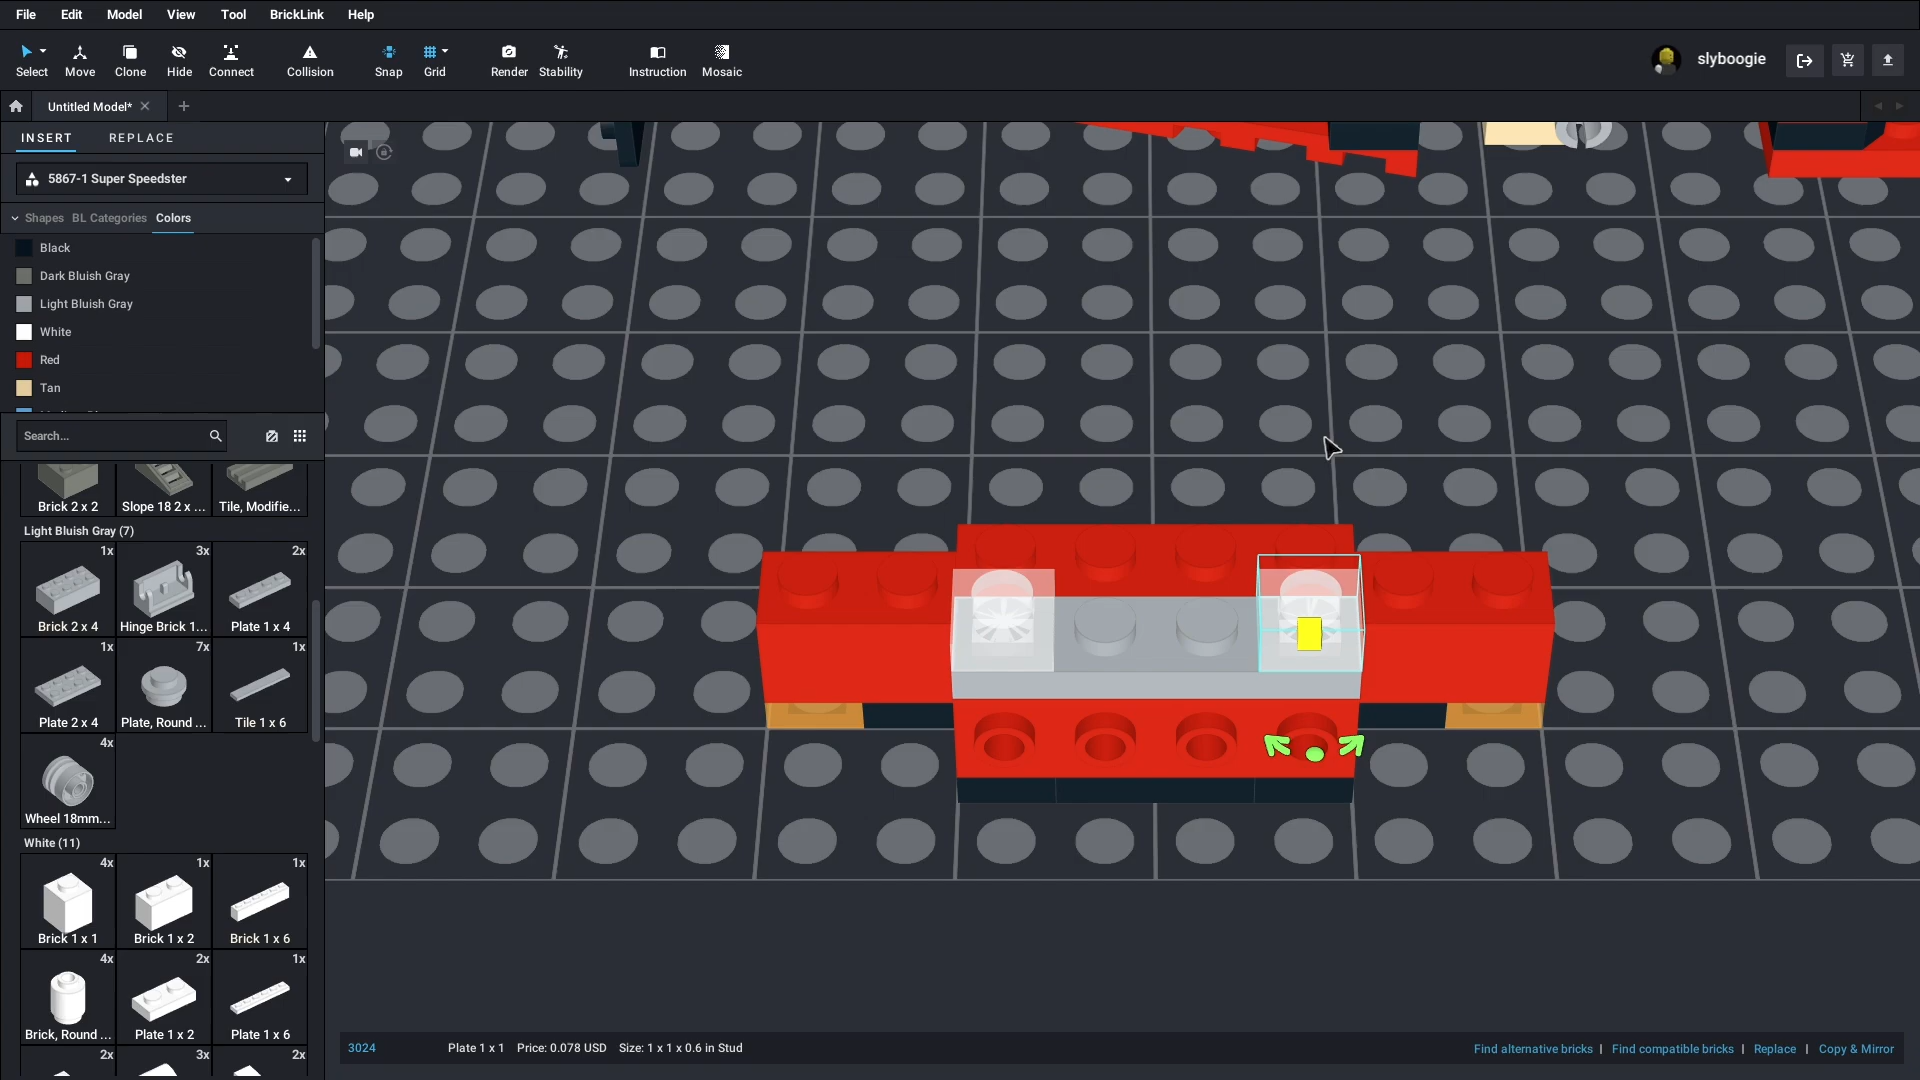 File Edit Model View Tool BrickLink Help
Select Move Clone Hide Connect Collision Snap Grid Render Stability Instruction Mosaic
slyboogie
Untitled Model*
INSERT REPLACE
5867-1 Super Speedster
Shapes BL Categories Colors
Black
Dark Bluish Gray
Light Bluish Gray
White
Red
Tan
Search...
Brick 2 x 2 Slope 18 2 x ... Tile, Modifie...
Light Bluish Gray (7)
1x 3x 2x
Brick 2 x 4 Hinge Brick 1... Plate 1 x 4
1x 7x 1x
Plate 2 x 4 Plate, Round ... Tile 1 x 6
4x
Wheel 18mm...
White (11)
4x 1x 1x
Brick 1 x 1 Brick 1 x 2 Brick 1 x 6
4x 2x 1x
Brick, Round ... Plate 1 x 2 Plate 1 x 6
2x 3x 2x
3024 Plate 1 x 1 Price: 0.078 USD Size: 1 x 1 x 0.6 in Stud
Find alternative bricks | Find compatible bricks | Replace | Copy & Mirror